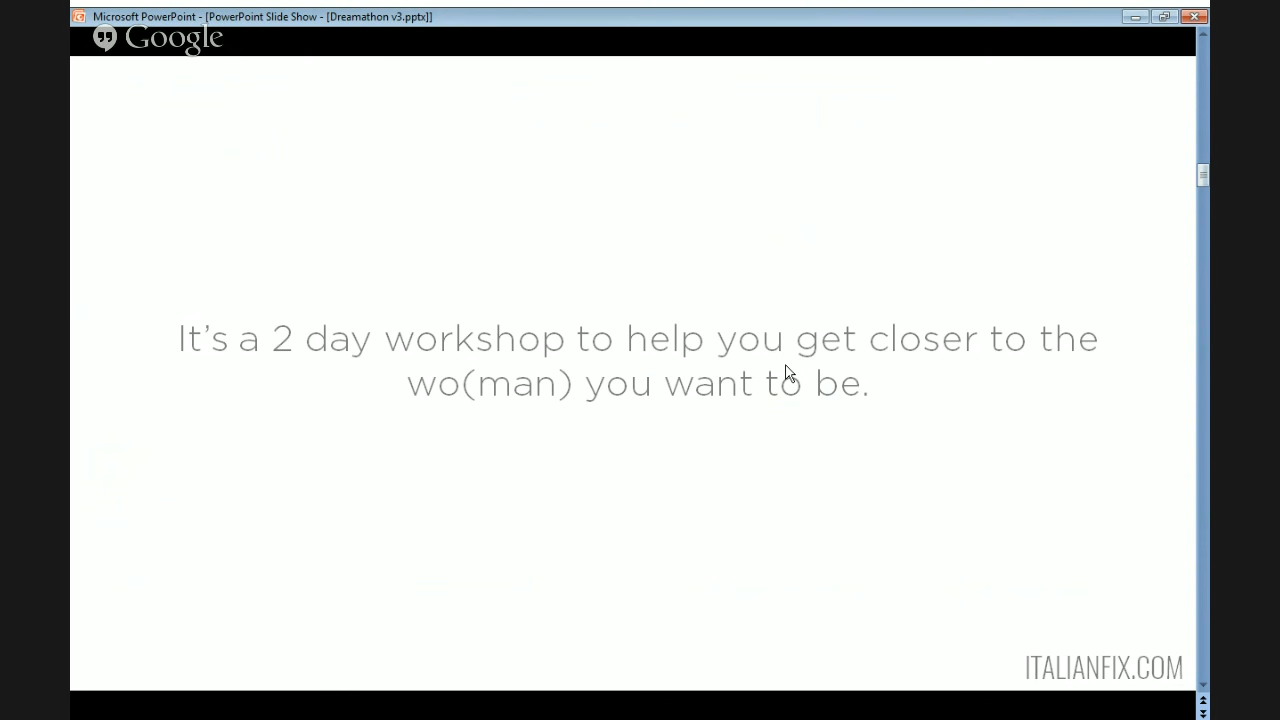 Microsoft PowerPoint - [PowerPoint Slide Show - [Dreamathon v3.pptx]]
Google
It's a 2 day workshop to help you get closer to the
wo(man) you want to be.
ITALIANFIX.COM